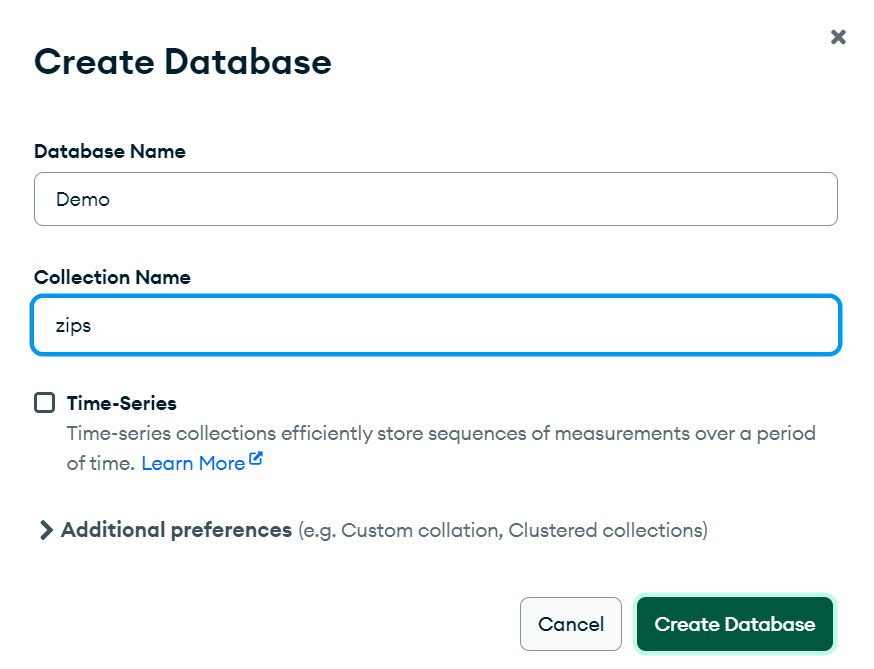 Create Database
Database Name
Demo
Collection Name
zips
Time-Series
Time-series collections efficiently store sequences of measurements over a period
of time. Learn More
Additional preferences (e.g. Custom collation, Clustered collections)
Cancel
Create Database